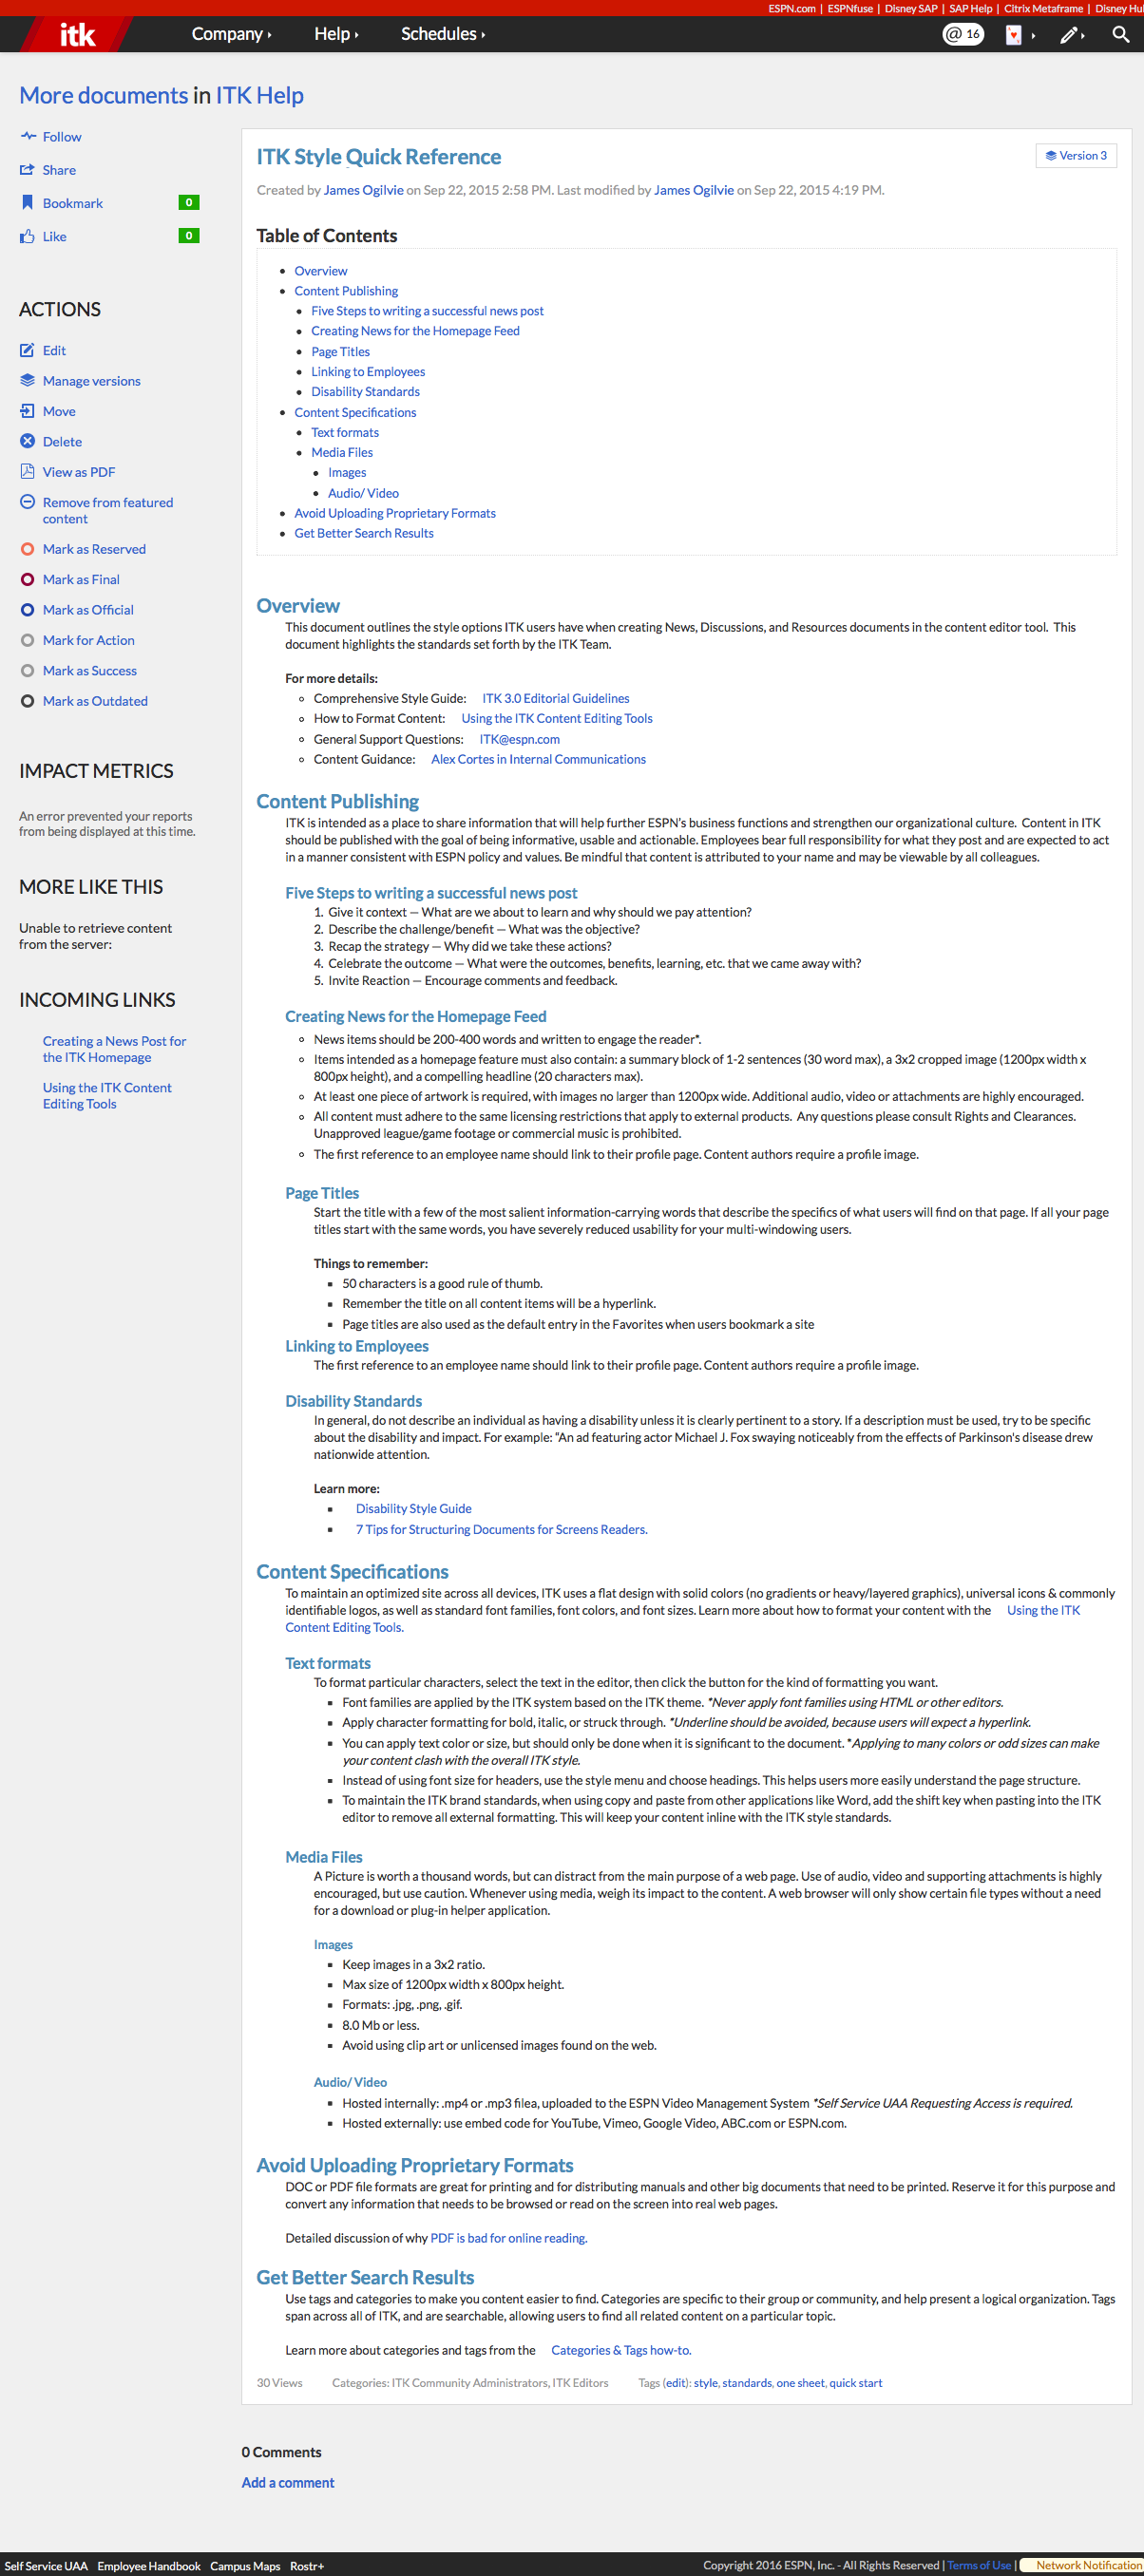 ESPN.com | ESPNfuse | Disney SAP | SAP Help | Citrix Metaframe | Disney Hu
itk
Company Help Schedules @ 16
More documents in ITK Help
Follow
Share
Bookmark 0
Like 0
ACTIONS
Edit
Manage versions
Move
Delete
View as PDF
Remove from featured
content
Mark as Reserved
Mark as Final
Mark as Official
Mark for Action
Mark as Success
Mark as Outdated
IMPACT METRICS
An error prevented your reports
from being displayed at this time.
MORE LIKE THIS
Unable to retrieve content
from the server:
INCOMING LINKS
Creating a News Post for
the ITK Homepage
Using the ITK Content
Editing Tools
ITK Style Quick Reference
Version 3
Created by James Ogilvie on Sep 22, 2015 2:58 PM. Last modified by James Ogilvie on Sep 22, 2015 4:19 PM.
Table of Contents
• Overview
• Content Publishing
• Five Steps to writing a successful news post
• Creating News for the Homepage Feed
• Page Titles
• Linking to Employees
• Disability Standards
• Content Specifications
• Text formats
• Media Files
• Images
• Audio/ Video
• Avoid Uploading Proprietary Formats
• Get Better Search Results
Overview
This document outlines the style options ITK users have when creating News, Discussions, and Resources documents in the content editor tool. This
document highlights the standards set forth by the ITK Team.
For more details:
Comprehensive Style Guide: ITK 3.0 Editorial Guidelines
How to Format Content: Using the ITK Content Editing Tools
General Support Questions: ITK@espn.com
Content Guidance: Alex Cortes in Internal Communications
Content Publishing
ITK is intended as a place to share information that will help further ESPN's business functions and strengthen our organizational culture. Content in ITK
should be published with the goal of being informative, usable and actionable. Employees bear full responsibility for what they post and are expected to act
in a manner consistent with ESPN policy and values. Be mindful that content is attributed to your name and may be viewable by all colleagues.
Five Steps to writing a successful news post
1. Give it context — What are we about to learn and why should we pay attention?
2. Describe the challenge/benefit — What was the objective?
3. Recap the strategy — Why did we take these actions?
4. Celebrate the outcome — What were the outcomes, benefits, learning, etc. that we came away with?
5. Invite Reaction — Encourage comments and feedback.
Creating News for the Homepage Feed
News items should be 200-400 words and written to engage the reader*.
Items intended as a homepage feature must also contain: a summary block of 1-2 sentences (30 word max), a 3x2 cropped image (1200px width x
800px height), and a compelling headline (20 characters max).
At least one piece of artwork is required, with images no larger than 1200px wide. Additional audio, video or attachments are highly encouraged.
All content must adhere to the same licensing restrictions that apply to external products. Any questions please consult Rights and Clearances.
Unapproved league/game footage or commercial music is prohibited.
The first reference to an employee name should link to their profile page. Content authors require a profile image.
Page Titles
Start the title with a few of the most salient information-carrying words that describe the specifics of what users will find on that page. If all your page
titles start with the same words, you have severely reduced usability for your multi-windowing users.
Things to remember:
50 characters is a good rule of thumb.
Remember the title on all content items will be a hyperlink.
Page titles are also used as the default entry in the Favorites when users bookmark a site
Linking to Employees
The first reference to an employee name should link to their profile page. Content authors require a profile image.
Disability Standards
In general, do not describe an individual as having a disability unless it is clearly pertinent to a story. If a description must be used, try to be specific
about the disability and impact. For example: "An ad featuring actor Michael J. Fox swaying noticeably from the effects of Parkinson's disease drew
nationwide attention.
Learn more:
Disability Style Guide
7 Tips for Structuring Documents for Screens Readers.
Content Specifications
To maintain an optimized site across all devices, ITK uses a flat design with solid colors (no gradients or heavy/layered graphics), universal icons & commonly
identifiable logos, as well as standard font families, font colors, and font sizes. Learn more about how to format your content with the Using the ITK
Content Editing Tools.
Text formats
To format particular characters, select the text in the editor, then click the button for the kind of formatting you want.
Font families are applied by the ITK system based on the ITK theme. *Never apply font families using HTML or other editors.
Apply character formatting for bold, italic, or struck through. *Underline should be avoided, because users will expect a hyperlink.
You can apply text color or size, but should only be done when it is significant to the document. *Applying to many colors or odd sizes can make
your content clash with the overall ITK style.
Instead of using font size for headers, use the style menu and choose headings. This helps users more easily understand the page structure.
To maintain the ITK brand standards, when using copy and paste from other applications like Word, add the shift key when pasting into the ITK
editor to remove all external formatting. This will keep your content inline with the ITK style standards.
Media Files
A Picture is worth a thousand words, but can distract from the main purpose of a web page. Use of audio, video and supporting attachments is highly
encouraged, but use caution. Whenever using media, weigh its impact to the content. A web browser will only show certain file types without a need
for a download or plug-in helper application.
Images
Keep images in a 3x2 ratio.
Max size of 1200px width x 800px height.
Formats: .jpg, .png, .gif.
8.0 Mb or less.
Avoid using clip art or unlicensed images found on the web.
Audio/ Video
Hosted internally: .mp4 or .mp3 filea, uploaded to the ESPN Video Management System *Self Service UAA Requesting Access is required.
Hosted externally: use embed code for YouTube, Vimeo, Google Video, ABC.com or ESPN.com.
Avoid Uploading Proprietary Formats
DOC or PDF file formats are great for printing and for distributing manuals and other big documents that need to be printed. Reserve it for this purpose and
convert any information that needs to be browsed or read on the screen into real web pages.
Detailed discussion of why PDF is bad for online reading.
Get Better Search Results
Use tags and categories to make you content easier to find. Categories are specific to their group or community, and help present a logical organization. Tags
span across all of ITK, and are searchable, allowing users to find all related content on a particular topic.
Learn more about categories and tags from the Categories & Tags how-to.
30 Views Categories: ITK Community Administrators, ITK Editors Tags (edit): style, standards, one sheet, quick start
0 Comments
Add a comment
Self Service UAA Employee Handbook Campus Maps Rostr+ Copyright 2016 ESPN, Inc. - All Rights Reserved | Terms of Use | Network Notification